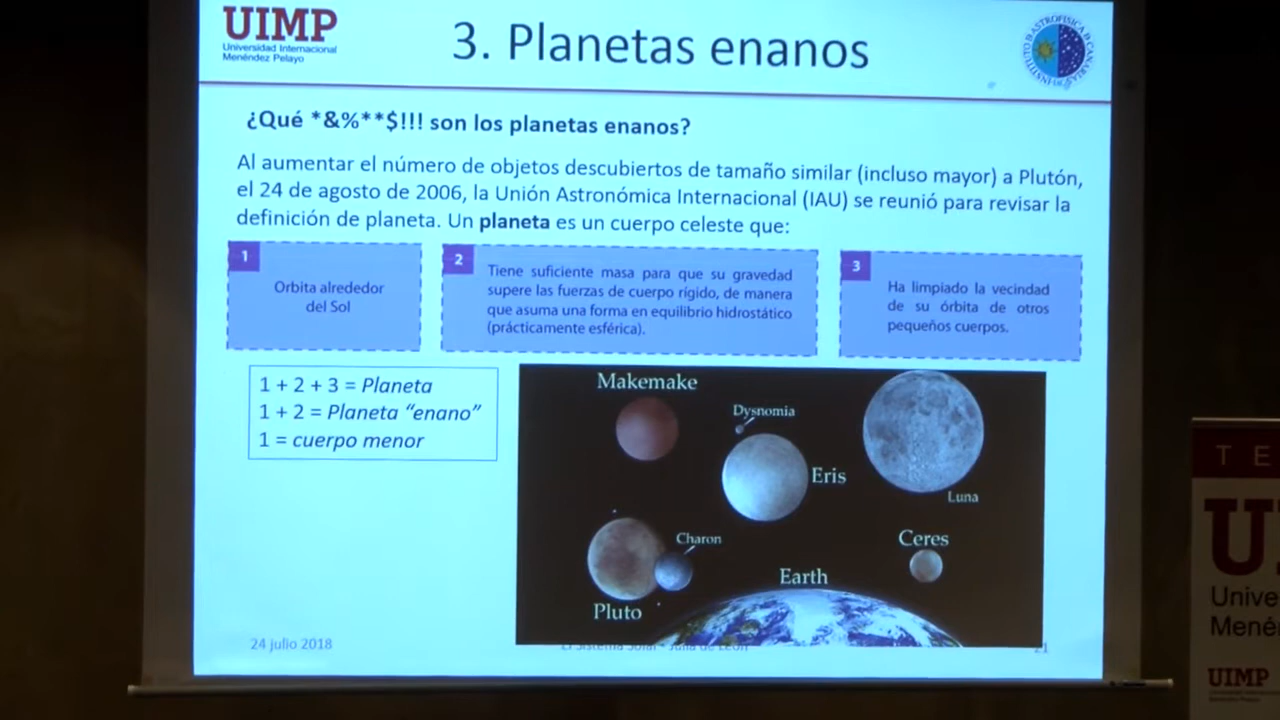 UIMP
Universidad Internacional
Menéndez Pelayo
3. Planetas enanos
INSTITUTO D ASTROFÍSICA D CANARIAS
¿Qué *&%**$!!! son los planetas enanos?
Al aumentar el número de objetos descubiertos de tamaño similar (incluso mayor) a Plutón,
el 24 de agosto de 2006, la Unión Astronómica Internacional (IAU) se reunió para revisar la
definición de planeta. Un planeta es un cuerpo celeste que:
1
Orbita alrededor
del Sol
2
Tiene suficiente masa para que su gravedad
supere las fuerzas de cuerpo rígido, de manera
que asuma una forma en equilibrio hidrostático
(prácticamente esférica).
3
Ha limpiado la vecindad
de su órbita de otros
pequeños cuerpos.
1 + 2 + 3 = Planeta
1 + 2 = Planeta “enano”
1 = cuerpo menor
Makemake
Dysnomia
Eris
Luna
Charon
Ceres
Earth
Pluto
24 julio 2018
El Sistema Solar - Julia de León
21
T E
U
Unive
Mené
UIMP